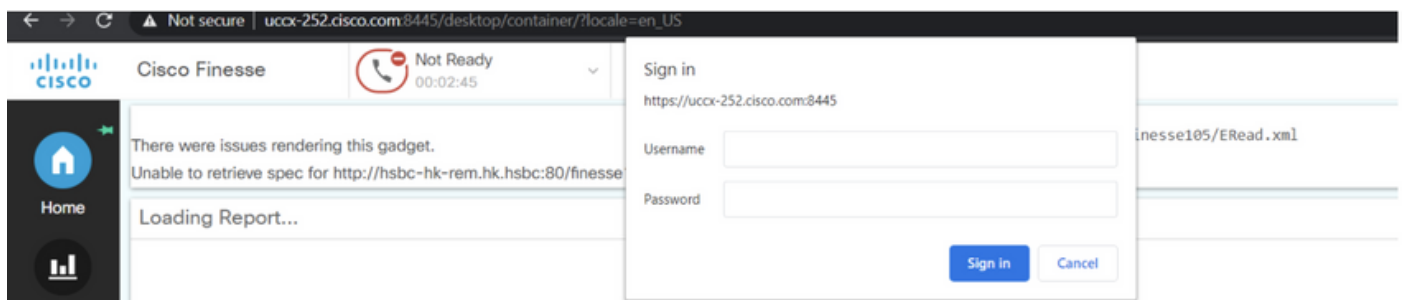 Not secure | uccx-252.cisco.com:8445/desktop/container/?locale=en_US
CISCO
Cisco Finesse
Not Ready
00:02:45
Home
There were issues rendering this gadget.
Unable to retrieve spec for http://hsbc-hk-rem.hk.hsbc:80/finesse
inesse105/ERead.xml
Loading Report...
Sign in
https://uccx-252.cisco.com:8445
Username
Password
Sign in
Cancel